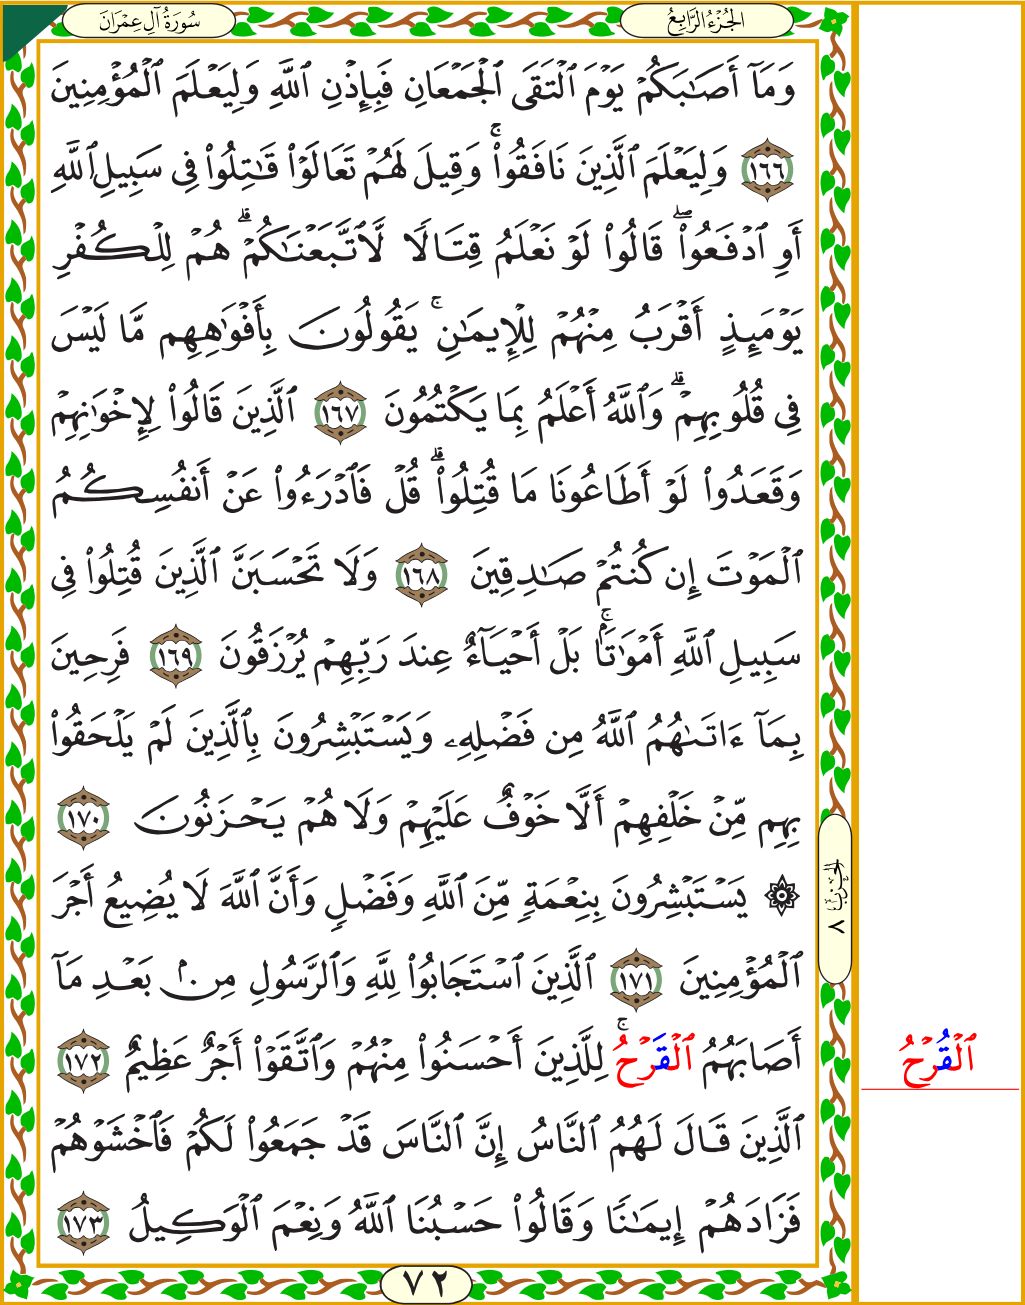 الجُزْءُ الرَّابِعُ
سُورَةُ آلِ عِمْرَانَ
وَمَآ أَصَٰبَكُمْ يَوْمَ ٱلْتَقَى ٱلْجَمْعَانِ فَبِإِذْنِ ٱللَّهِ وَلِيَعْلَمَ ٱلْمُؤْمِنِينَ
١٦٦ وَلِيَعْلَمَ ٱلَّذِينَ نَافَقُوا۟ۚ وَقِيلَ لَهُمْ تَعَالَوْا۟ قَٰتِلُوا۟ فِى سَبِيلِ ٱللَّهِ
أَوِ ٱدْفَعُوا۟ۖ قَالُوا۟ لَوْ نَعْلَمُ قِتَالًا لَّٱتَّبَعْنَٰكُمْۗ هُمْ لِلْكُفْرِ
يَوْمَئِذٍ أَقْرَبُ مِنْهُمْ لِلْإِيمَٰنِۚ يَقُولُونَ بِأَفْوَٰهِهِم مَّا لَيْسَ
فِى قُلُوبِهِمْۗ وَٱللَّهُ أَعْلَمُ بِمَا يَكْتُمُونَ ١٦٧ ٱلَّذِينَ قَالُوا۟ لِإِخْوَٰنِهِمْ
وَقَعَدُوا۟ لَوْ أَطَاعُونَا مَا قُتِلُوا۟ۗ قُلْ فَٱدْرَءُوا۟ عَنْ أَنفُسِكُمُ
ٱلْمَوْتَ إِن كُنتُمْ صَٰدِقِينَ ١٦٨ وَلَا تَحْسَبَنَّ ٱلَّذِينَ قُتِلُوا۟ فِى
سَبِيلِ ٱللَّهِ أَمْوَٰتًۢاۚ بَلْ أَحْيَآءٌ عِندَ رَبِّهِمْ يُرْزَقُونَ ١٦٩ فَرِحِينَ
بِمَآ ءَاتَىٰهُمُ ٱللَّهُ مِن فَضْلِهِۦ وَيَسْتَبْشِرُونَ بِٱلَّذِينَ لَمْ يَلْحَقُوا۟
بِهِم مِّنْ خَلْفِهِمْ أَلَّا خَوْفٌ عَلَيْهِمْ وَلَا هُمْ يَحْزَنُونَ ١٧٠
۞ يَسْتَبْشِرُونَ بِنِعْمَةٍ مِّنَ ٱللَّهِ وَفَضْلٍ وَأَنَّ ٱللَّهَ لَا يُضِيعُ أَجْرَ
ٱلْمُؤْمِنِينَ ١٧١ ٱلَّذِينَ ٱسْتَجَابُوا۟ لِلَّهِ وَٱلرَّسُولِ مِنۢ بَعْدِ مَآ
أَصَابَهُمُ ٱلْقَرْحُۚ لِلَّذِينَ أَحْسَنُوا۟ مِنْهُمْ وَٱتَّقَوْا۟ أَجْرٌ عَظِيمٌ ١٧٢
ٱلَّذِينَ قَالَ لَهُمُ ٱلنَّاسُ إِنَّ ٱلنَّاسَ قَدْ جَمَعُوا۟ لَكُمْ فَٱخْشَوْهُمْ
فَزَادَهُمْ إِيمَٰنًا وَقَالُوا۟ حَسْبُنَا ٱللَّهُ وَنِعْمَ ٱلْوَكِيلُ ١٧٣
٧٢
الحزب ٨
ٱلْقُرْحُ